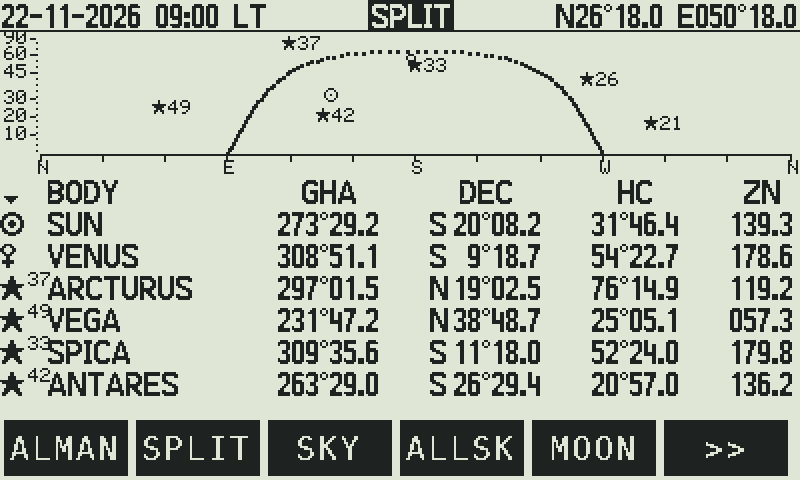 22-11-2026 09:00 LT SPLIT N26°18.0 E050°18.0
90
60
45
30
20
10
★37
★33
★26
★49
★42
★21
N E S W N
BODY GHA DEC HC ZN
SUN 273°29.2 S 20°08.2 31°46.4 139.3
VENUS 308°51.1 S 9°18.7 54°22.7 178.6
★37 ARCTURUS 297°01.5 N 19°02.5 76°14.9 119.2
★49 VEGA 231°47.2 N 38°48.7 25°05.1 057.3
★33 SPICA 309°35.6 S 11°18.0 52°24.0 179.8
★42 ANTARES 263°29.0 S 26°29.4 20°57.0 136.2
ALMAN SPLIT SKY ALLSK MOON >>